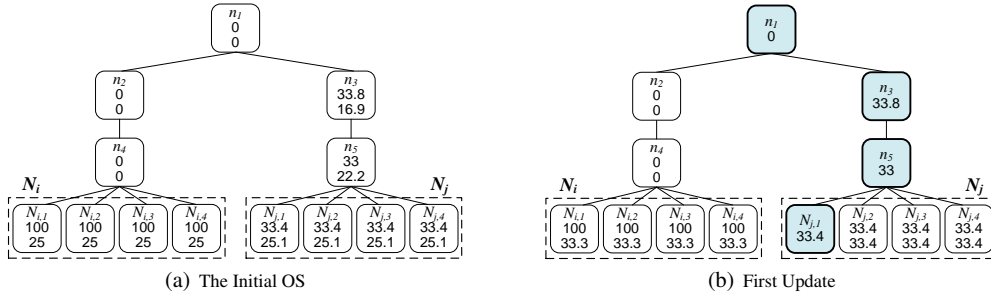 n1
0
0
n2
0
0
n3
33.8
16.9
n4
0
0
n5
33
22.2
Ni
Nj
Ni,1
100
25
Ni,2
100
25
Ni,3
100
25
Ni,4
100
25
Nj,1
33.4
25.1
Nj,2
33.4
25.1
Nj,3
33.4
25.1
Nj,4
33.4
25.1
(a) The Initial OS
n1
0
n2
0
0
n3
33.8
n4
0
0
n5
33
Ni
Nj
Ni,1
100
33.3
Ni,2
100
33.3
Ni,3
100
33.3
Ni,4
100
33.3
Nj,1
33.4
Nj,2
33.4
33.4
Nj,3
33.4
33.4
Nj,4
33.4
33.4
(b) First Update